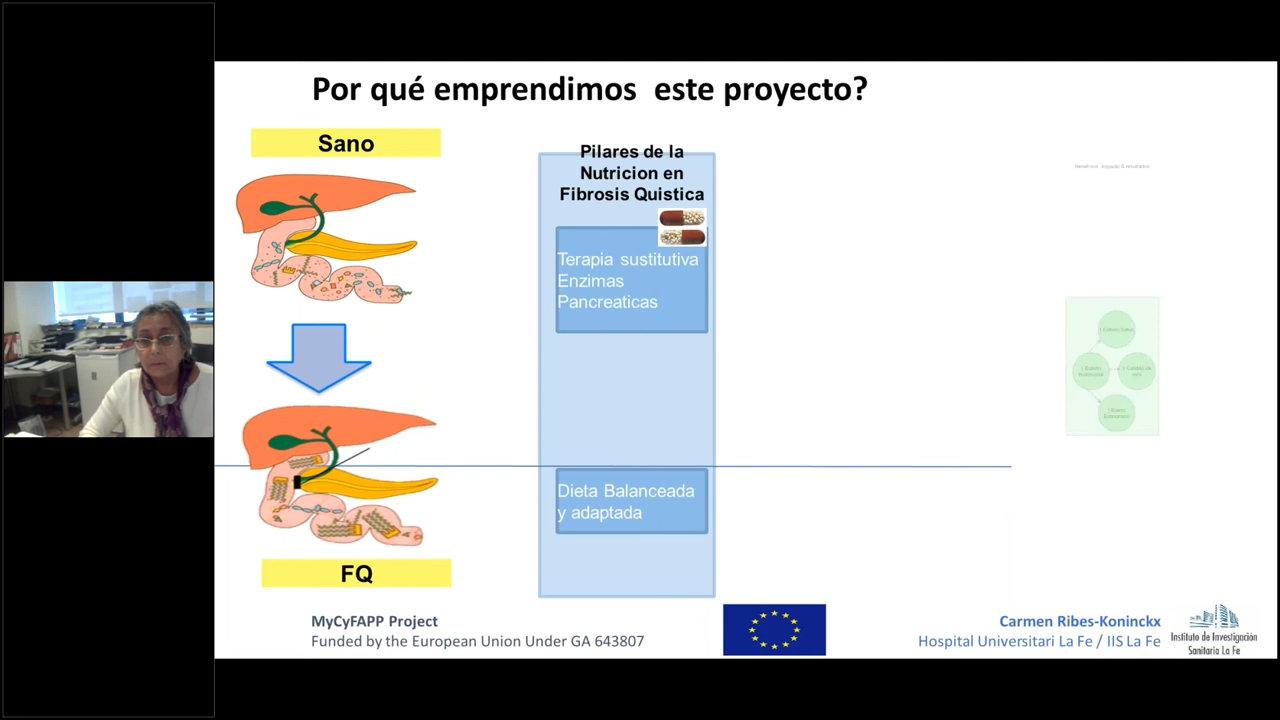 Por qué emprendimos este proyecto?
Sano
Pilares de la
Nutricion en
Fibrosis Quistica
Terapia sustitutiva
Enzimas
Pancreaticas
Dieta Balanceada
y adaptada
FQ
MyCyFAPP Project
Funded by the European Union Under GA 643807
Carmen Ribes-Koninckx
Hospital Universitari La Fe / IIS La Fe
Instituto de Investigación
Sanitaria La Fe